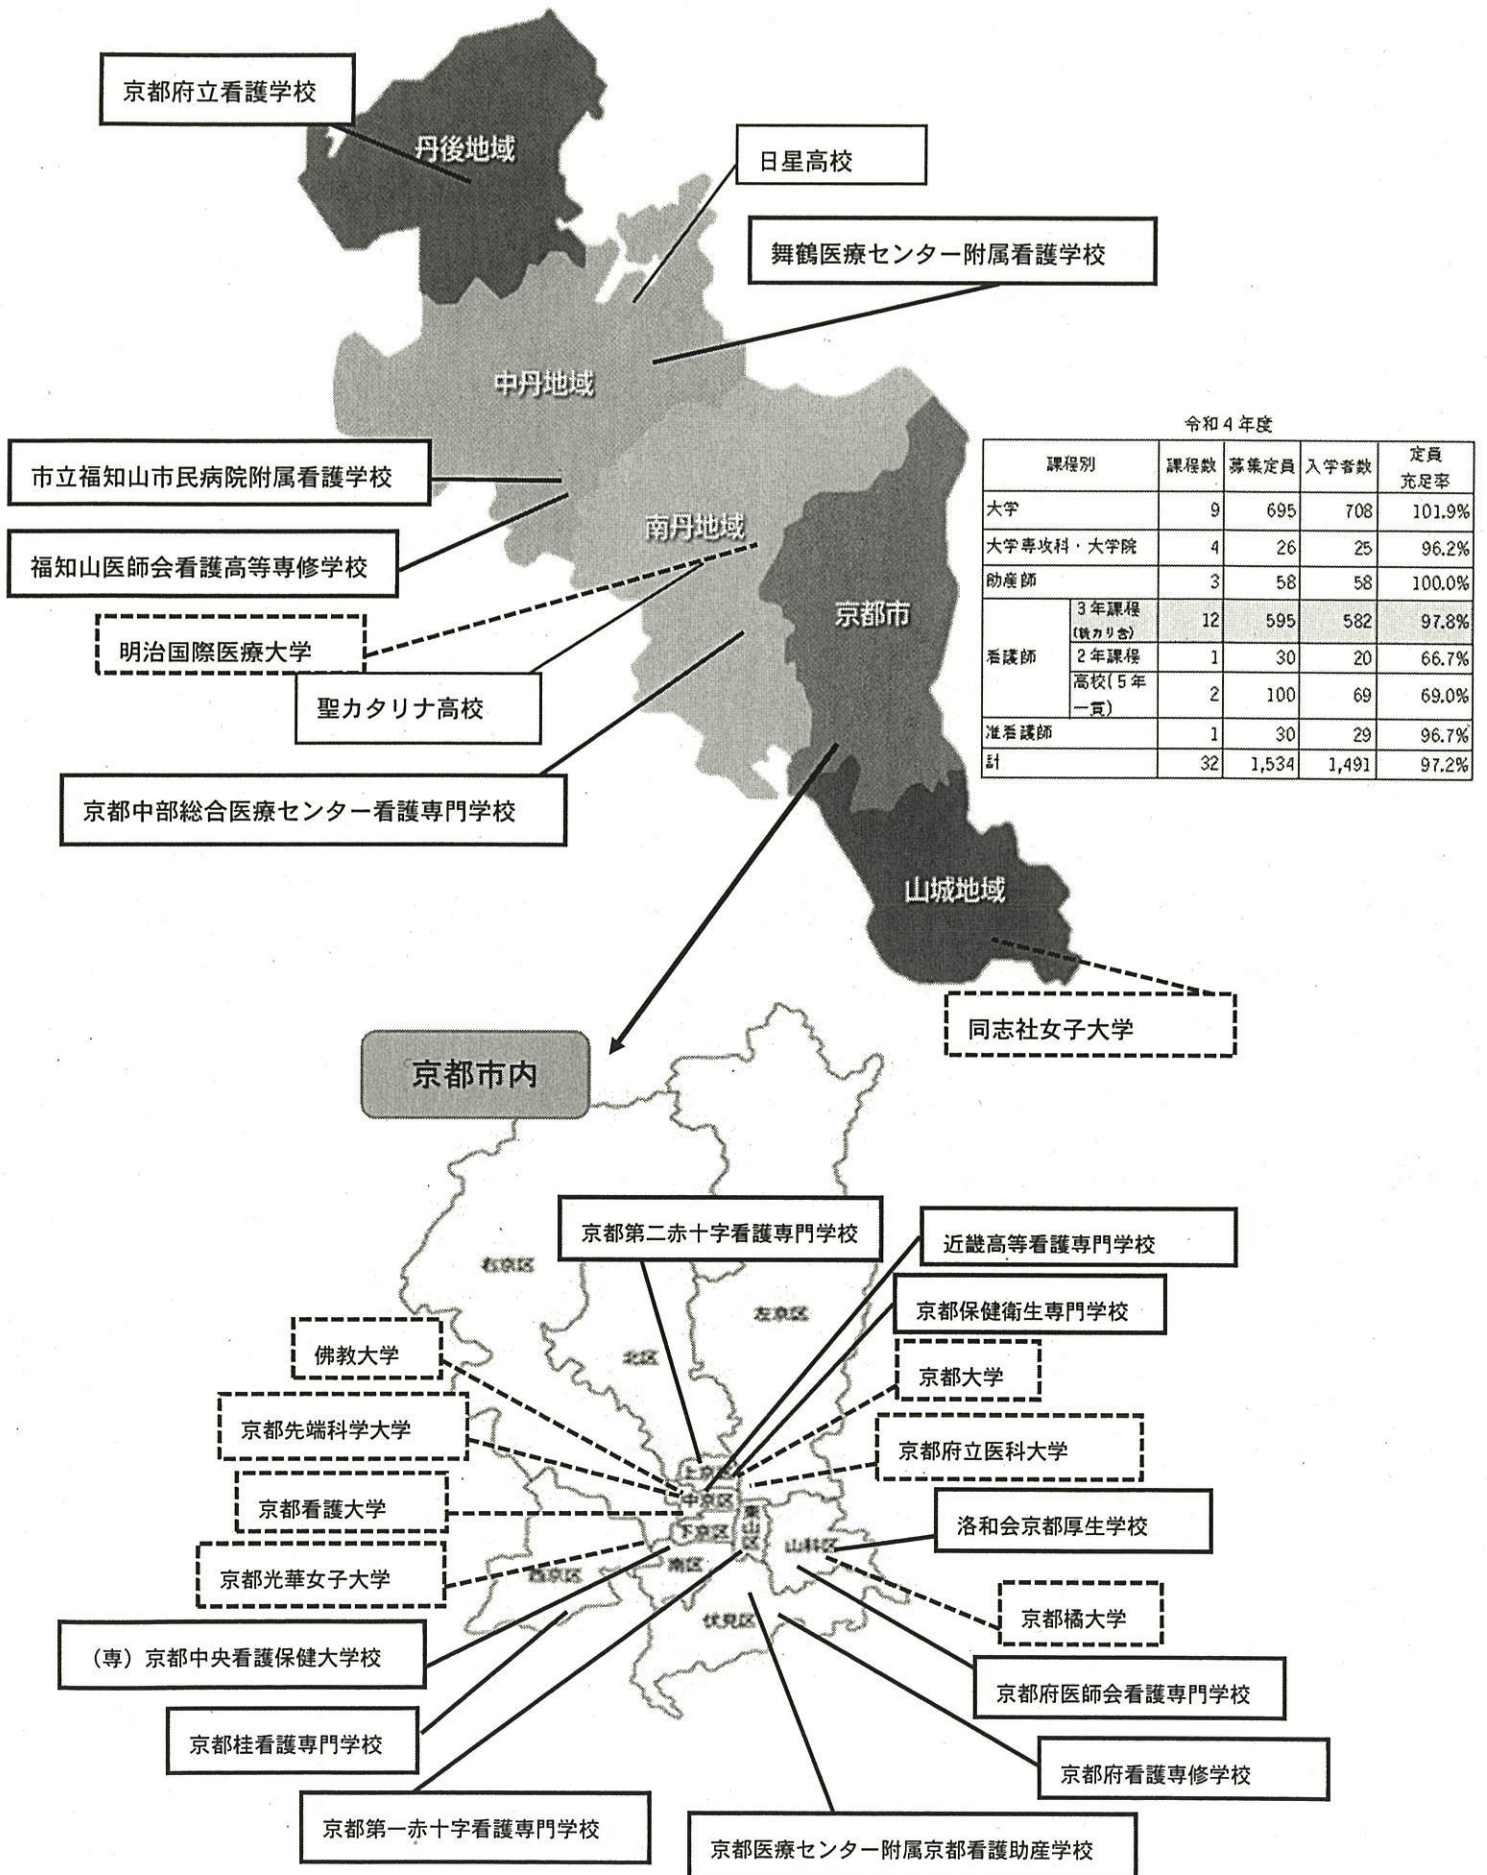 京都府立看護学校
丹後地域
日星高校
舞鶴医療センター附属看護学校
中丹地域
市立福知山市民病院附属看護学校
福知山医師会看護高等専修学校
南丹地域
明治国際医療大学
聖カタリナ高校
京都市
京都中部総合医療センター看護専門学校
山城地域
同志社女子大学
令和4年度
課程別 課程数 募集定員 入学者数 定員充足率
大学 9 695 708 101.9%
大学専攻科・大学院 4 26 25 96.2%
助産師 3 58 58 100.0%
看護師 3年課程(統カリ含) 12 595 582 97.8%
2年課程 1 30 20 66.7%
高校(5年一貫) 2 100 69 69.0%
准看護師 1 30 29 96.7%
計 32 1,534 1,491 97.2%
京都市内
京都第二赤十字看護専門学校
近畿高等看護専門学校
右京区
京都保健衛生専門学校
左京区
佛教大学
北区
京都大学
京都先端科学大学
京都府立医科大学
上京区
京都看護大学
中京区
東山区
洛和会京都厚生学校
下京区
山科区
京都光華女子大学
西京区
南区
京都橘大学
伏見区
(専)京都中央看護保健大学校
京都府医師会看護専門学校
京都桂看護専門学校
京都府看護専修学校
京都第一赤十字看護専門学校
京都医療センター附属京都看護助産学校